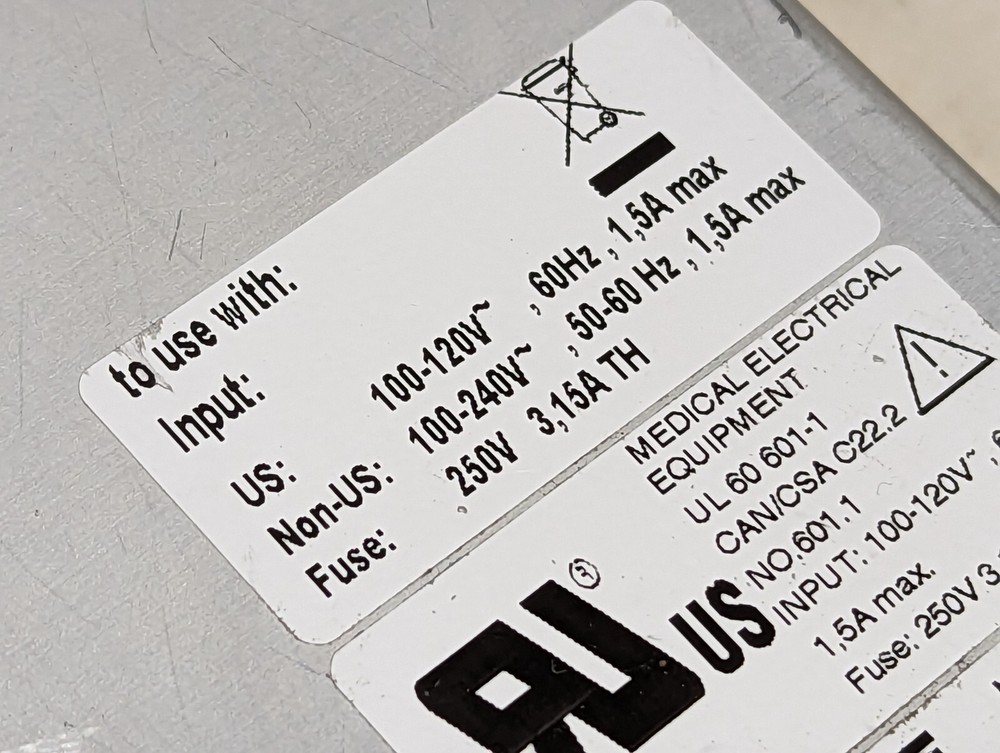 to use with:
Input:
US: 100-120V~ , 60Hz , 1,5A max
Non-US: 100-240V~ , 50-60 Hz , 1,5A max
Fuse: 250V 3,15A TH
MEDICAL ELECTRICAL
EQUIPMENT
UL 60 601-1
CAN/CSA C22.2
NO.601.1
INPUT: 100-120V~,
1,5A max.
Fuse: 250V 3.
®
US